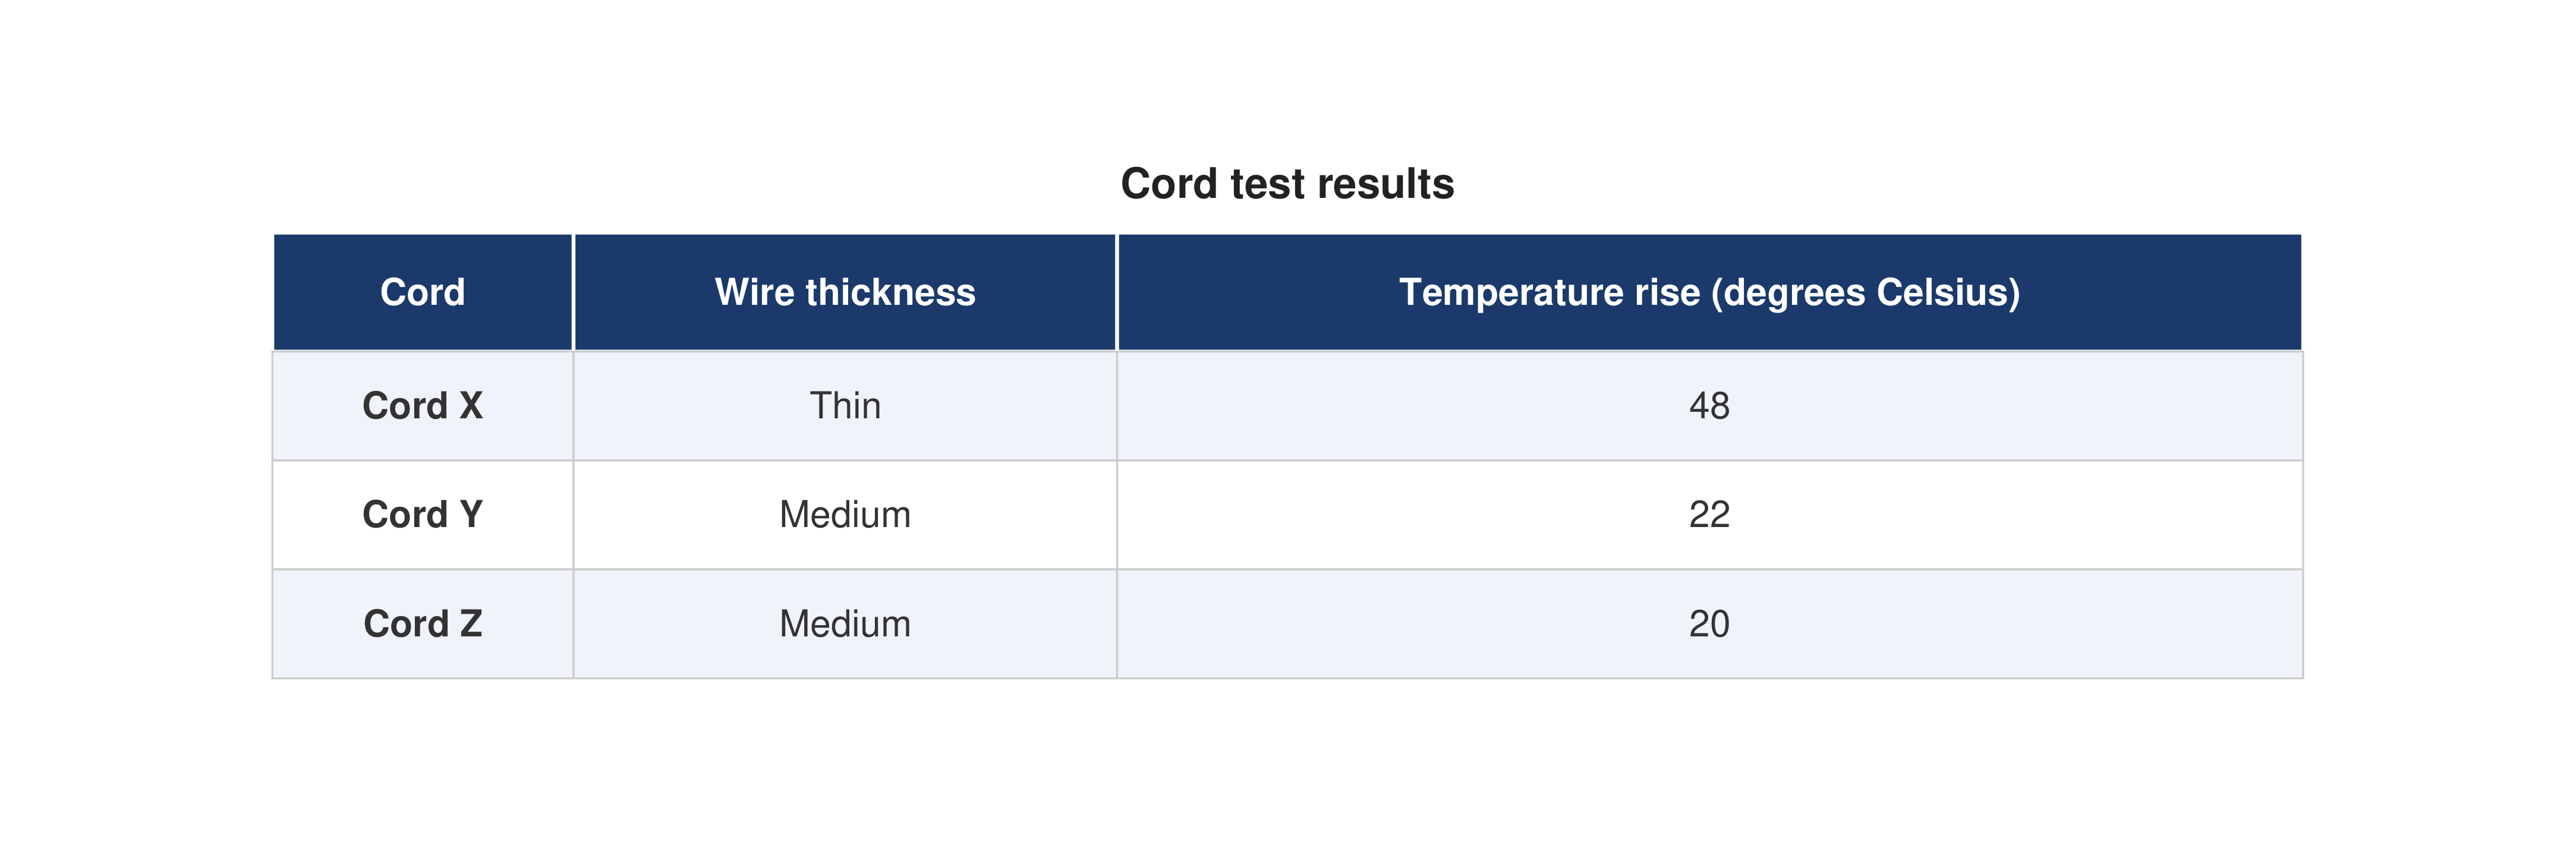 Cord test results
Cord Wire thickness Temperature rise (degrees Celsius)
Cord X Thin 48
Cord Y Medium 22
Cord Z Medium 20